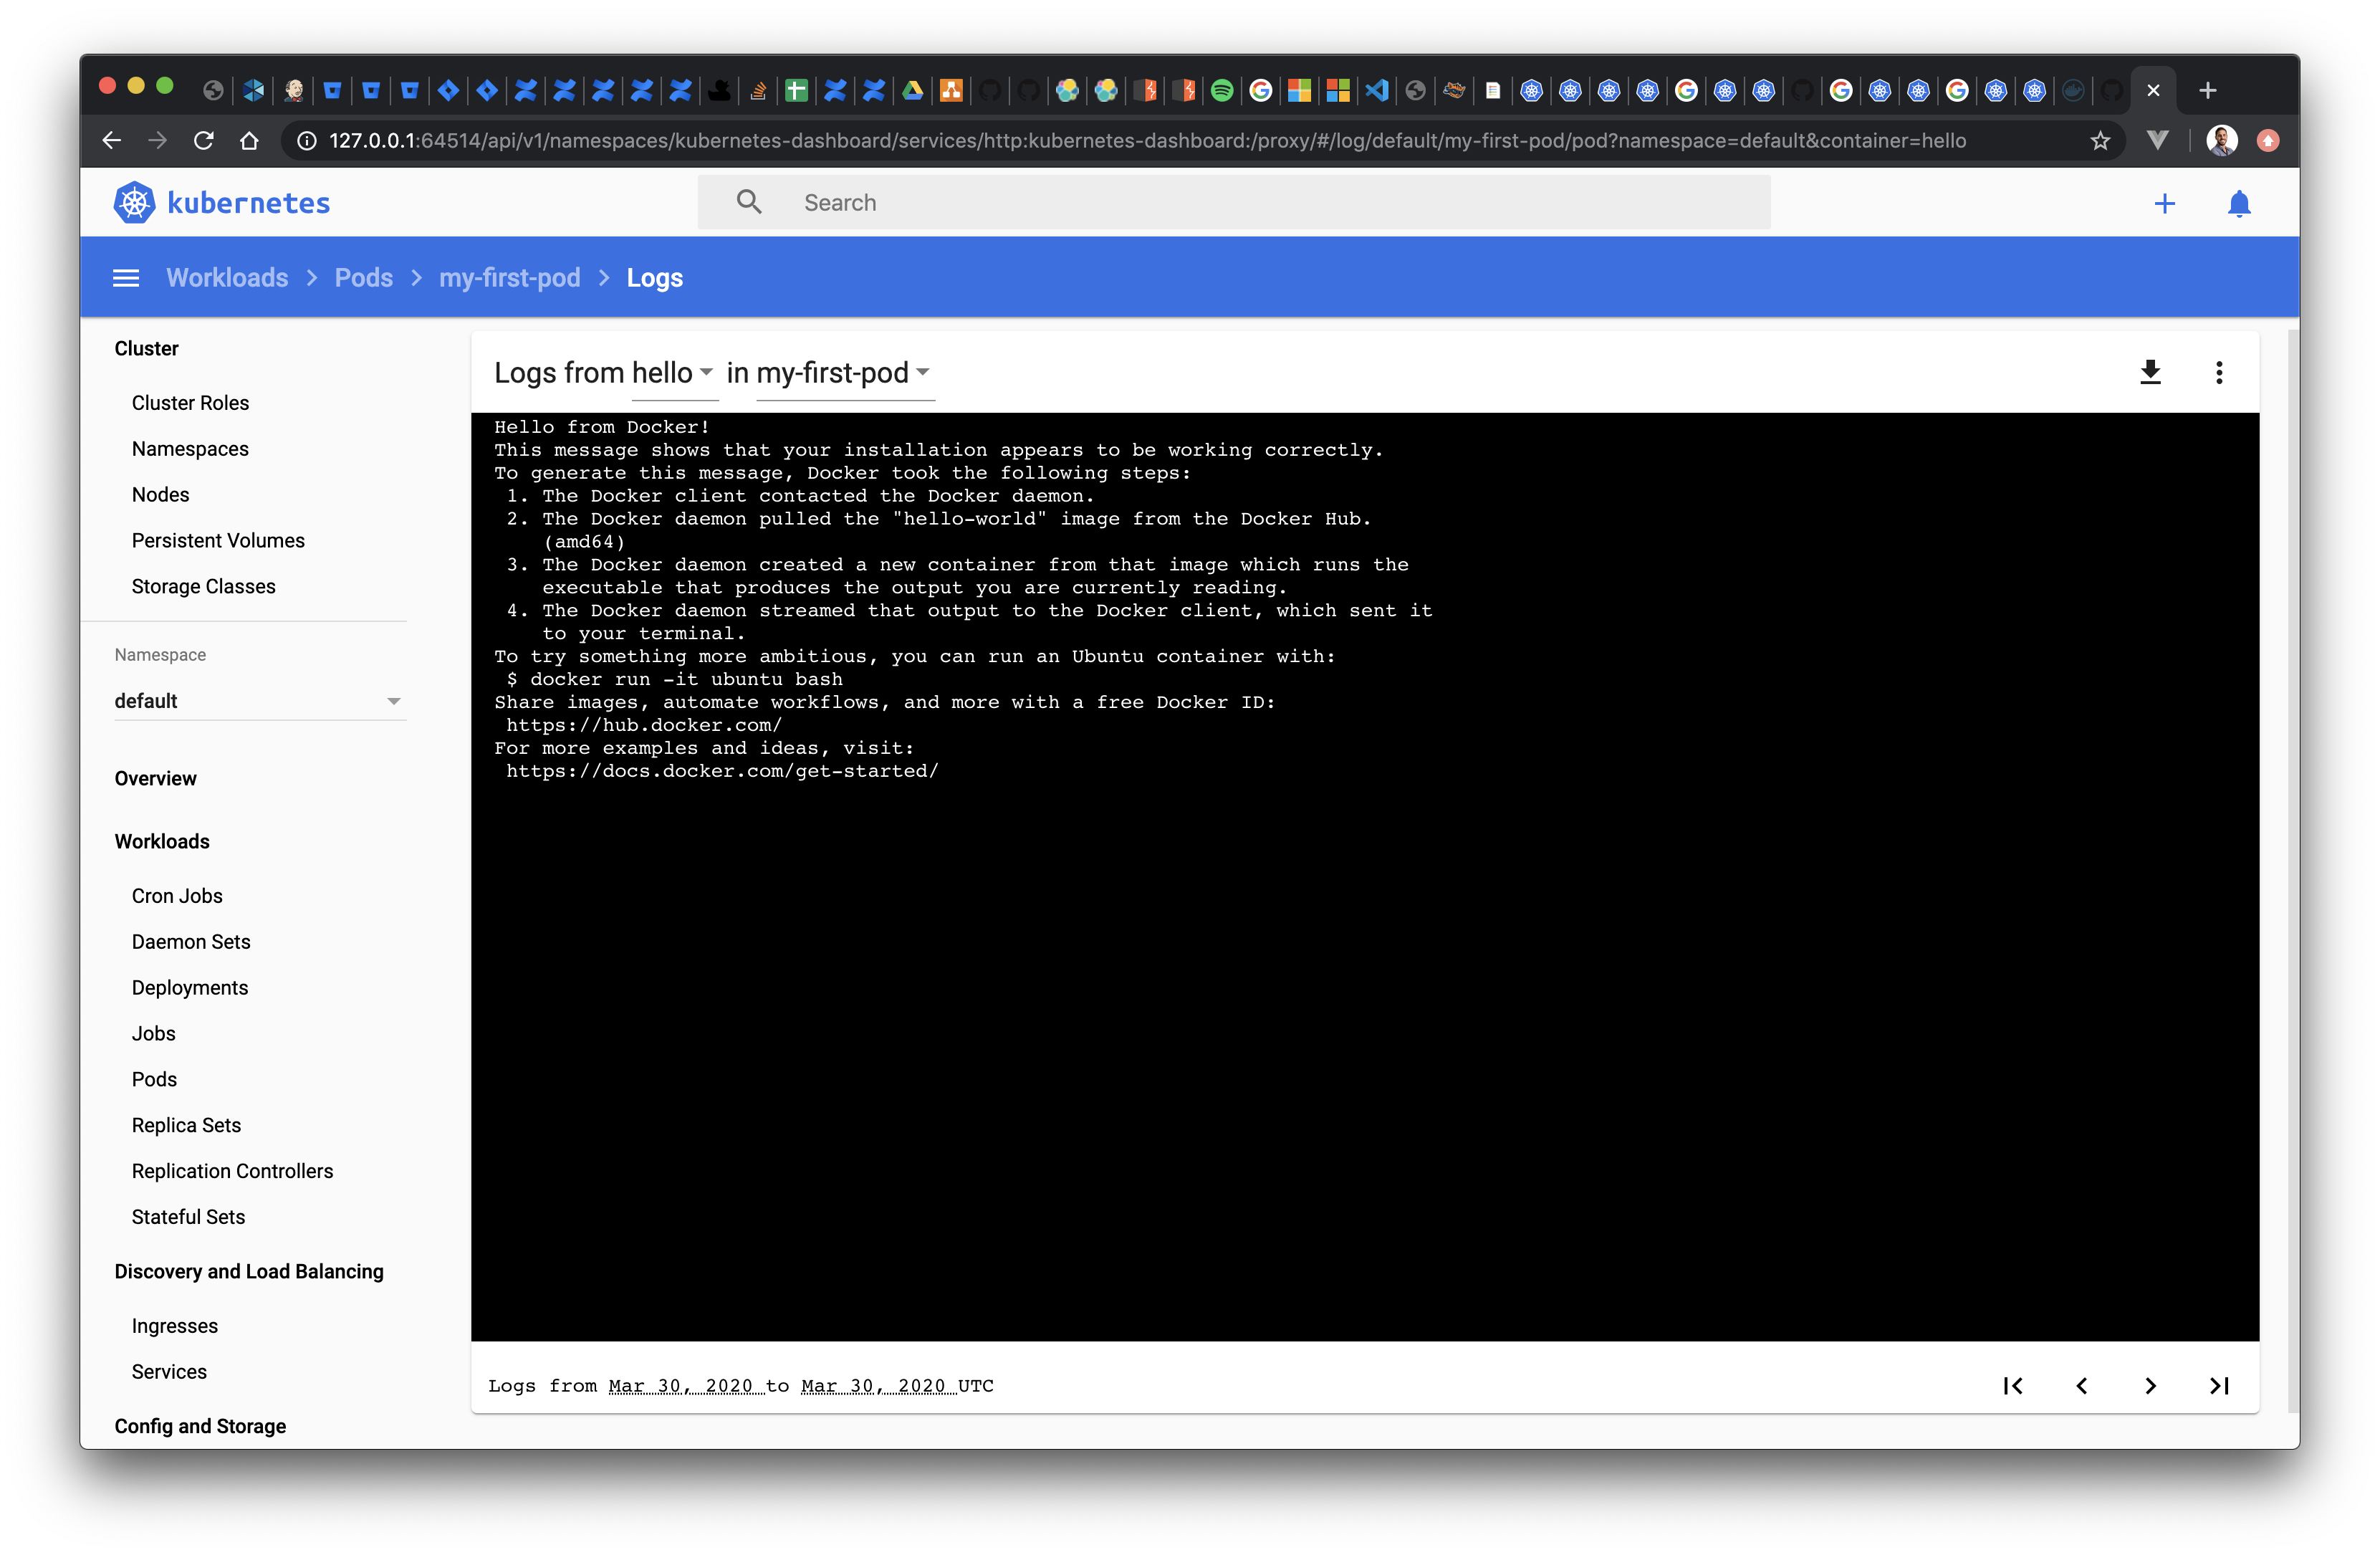 127.0.0.1:64514/api/v1/namespaces/kubernetes-dashboard/services/http:kubernetes-dashboard:/proxy/#/log/default/my-first-pod/pod?namespace=default&container=hello
kubernetes
Search
Workloads > Pods > my-first-pod > Logs
Cluster
Cluster Roles
Namespaces
Nodes
Persistent Volumes
Storage Classes
Namespace
default
Overview
Workloads
Cron Jobs
Daemon Sets
Deployments
Jobs
Pods
Replica Sets
Replication Controllers
Stateful Sets
Discovery and Load Balancing
Ingresses
Services
Config and Storage
Logs from hello in my-first-pod
Hello from Docker!
This message shows that your installation appears to be working correctly.
To generate this message, Docker took the following steps:
1. The Docker client contacted the Docker daemon.
2. The Docker daemon pulled the "hello-world" image from the Docker Hub.
(amd64)
3. The Docker daemon created a new container from that image which runs the
executable that produces the output you are currently reading.
4. The Docker daemon streamed that output to the Docker client, which sent it
to your terminal.
To try something more ambitious, you can run an Ubuntu container with:
$ docker run -it ubuntu bash
Share images, automate workflows, and more with a free Docker ID:
https://hub.docker.com/
For more examples and ideas, visit:
https://docs.docker.com/get-started/
Logs from Mar 30, 2020 to Mar 30, 2020 UTC